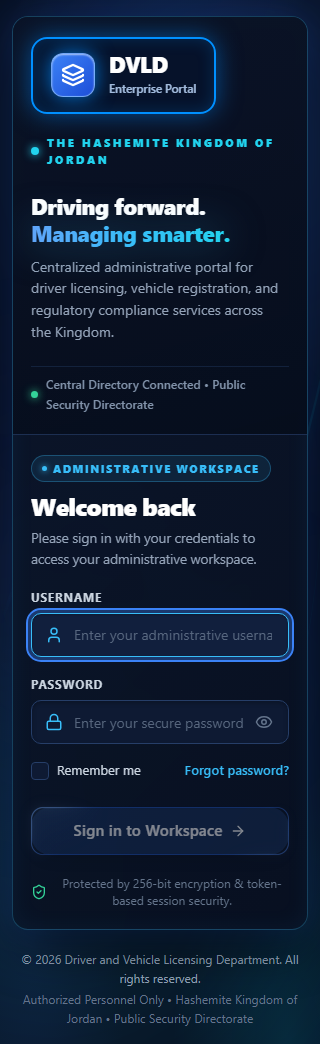 DVLD
Enterprise Portal
THE HASHEMITE KINGDOM OF
JORDAN
Driving forward.
Managing smarter.
Centralized administrative portal for
driver licensing, vehicle registration, and
regulatory compliance services across
the Kingdom.
Central Directory Connected • Public
Security Directorate
ADMINISTRATIVE WORKSPACE
Welcome back
Please sign in with your credentials to
access your administrative workspace.
USERNAME
Enter your administrative userna
PASSWORD
Enter your secure password
Remember me Forgot password?
Sign in to Workspace →
Protected by 256-bit encryption & token-
based session security.
© 2026 Driver and Vehicle Licensing Department. All
rights reserved.
Authorized Personnel Only • Hashemite Kingdom of
Jordan • Public Security Directorate